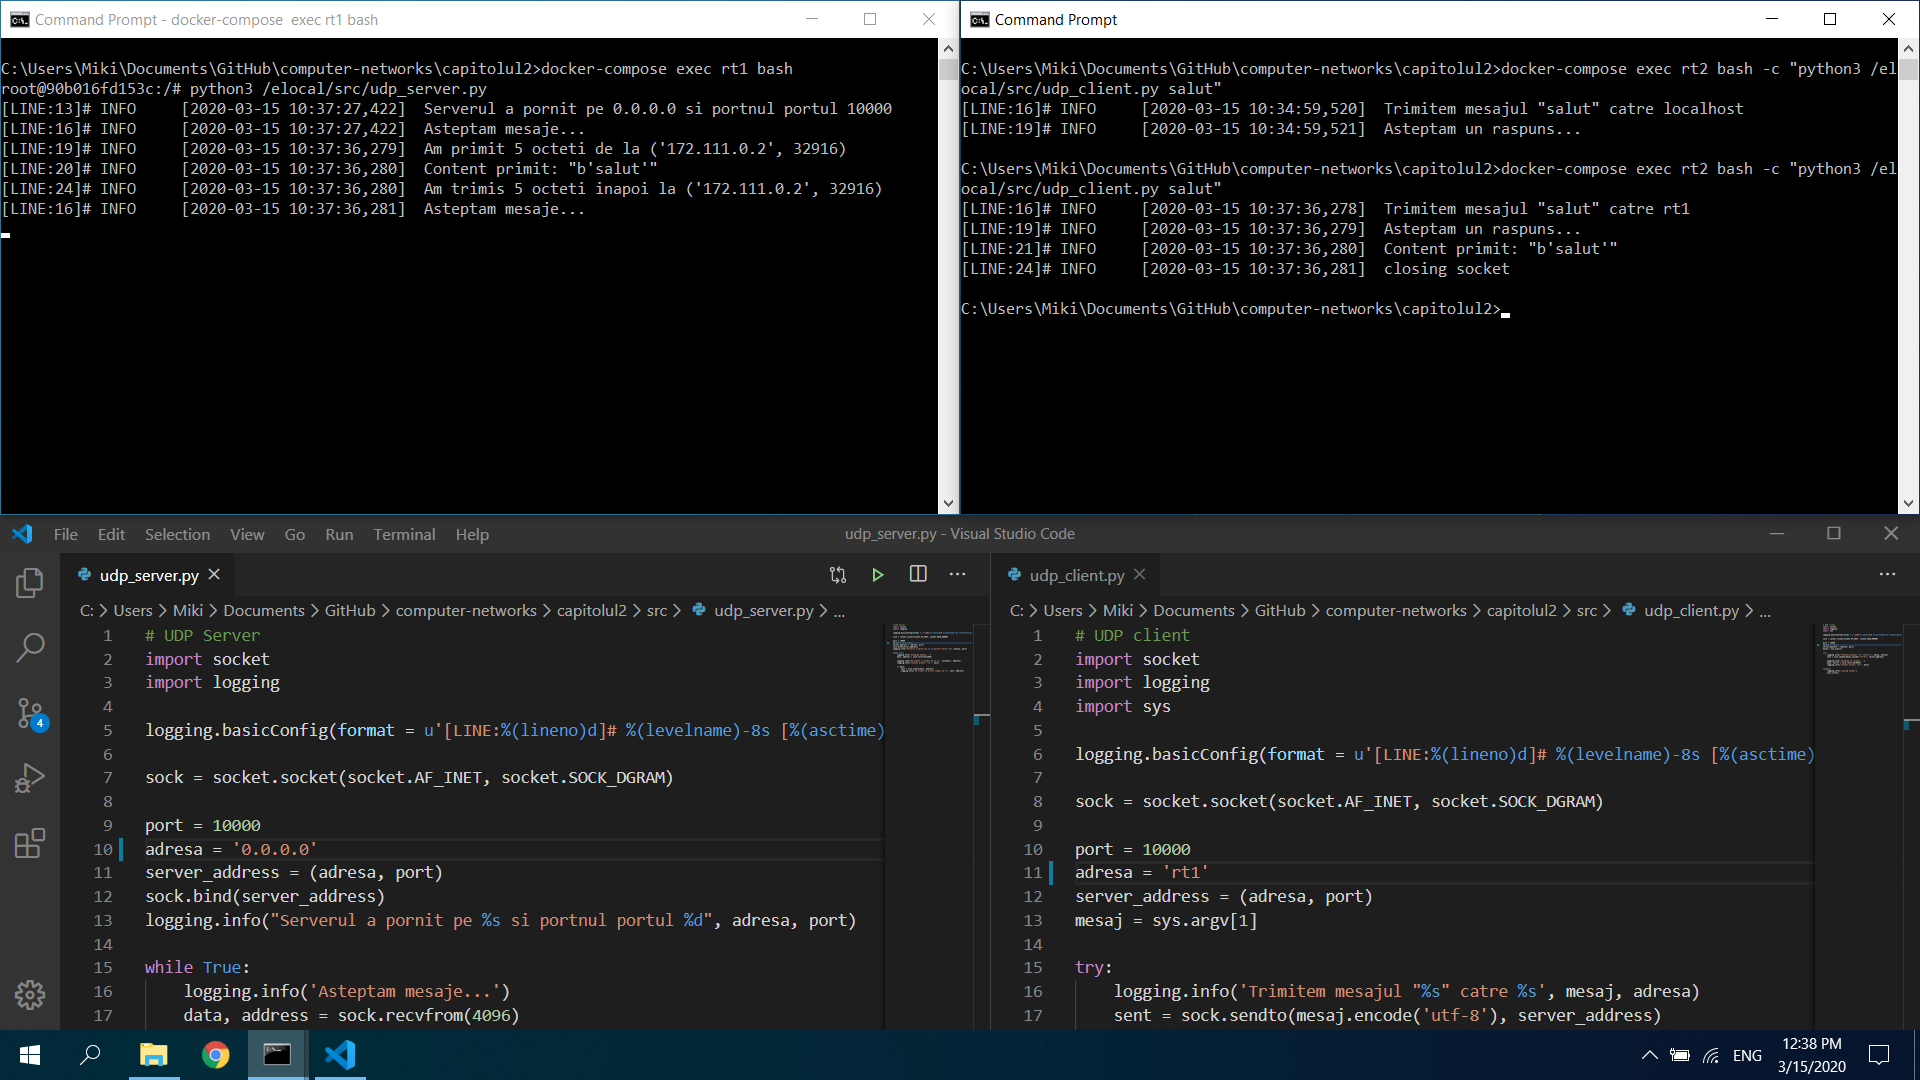 Command Prompt - docker-compose  exec rt1 bash
C:\Users\Miki\Documents\GitHub\computer-networks\capitolul2>docker-compose exec rt1 bash
root@90b016fd153c:/# python3 /elocal/src/udp_server.py
[LINE:13]# INFO     [2020-03-15 10:37:27,422]  Serverul a pornit pe 0.0.0.0 si portnul portul 10000
[LINE:16]# INFO     [2020-03-15 10:37:27,422]  Asteptam mesaje...
[LINE:19]# INFO     [2020-03-15 10:37:36,279]  Am primit 5 octeti de la ('172.111.0.2', 32916)
[LINE:20]# INFO     [2020-03-15 10:37:36,280]  Content primit: "b'salut'"
[LINE:24]# INFO     [2020-03-15 10:37:36,280]  Am trimis 5 octeti inapoi la ('172.111.0.2', 32916)
[LINE:16]# INFO     [2020-03-15 10:37:36,281]  Asteptam mesaje...
Command Prompt
C:\Users\Miki\Documents\GitHub\computer-networks\capitolul2>docker-compose exec rt2 bash -c "python3 /el
ocal/src/udp_client.py salut"
[LINE:16]# INFO     [2020-03-15 10:34:59,520]  Trimitem mesajul "salut" catre localhost
[LINE:19]# INFO     [2020-03-15 10:34:59,521]  Asteptam un raspuns...
C:\Users\Miki\Documents\GitHub\computer-networks\capitolul2>docker-compose exec rt2 bash -c "python3 /el
ocal/src/udp_client.py salut"
[LINE:16]# INFO     [2020-03-15 10:37:36,278]  Trimitem mesajul "salut" catre rt1
[LINE:19]# INFO     [2020-03-15 10:37:36,279]  Asteptam un raspuns...
[LINE:21]# INFO     [2020-03-15 10:37:36,280]  Content primit: "b'salut'"
[LINE:24]# INFO     [2020-03-15 10:37:36,281]  closing socket
C:\Users\Miki\Documents\GitHub\computer-networks\capitolul2>
File Edit Selection View Go Run Terminal Help
udp_server.py - Visual Studio Code
udp_server.py
C: > Users > Miki > Documents > GitHub > computer-networks > capitolul2 > src > udp_server.py > ...
1 # UDP Server
2 import socket
3 import logging
4
5 logging.basicConfig(format = u'[LINE:%(lineno)d]# %(levelname)-8s [%(asctime)
6
7 sock = socket.socket(socket.AF_INET, socket.SOCK_DGRAM)
8
9 port = 10000
10 adresa = '0.0.0.0'
11 server_address = (adresa, port)
12 sock.bind(server_address)
13 logging.info("Serverul a pornit pe %s si portnul portul %d", adresa, port)
14
15 while True:
16     logging.info('Asteptam mesaje...')
17     data, address = sock.recvfrom(4096)
udp_client.py
C: > Users > Miki > Documents > GitHub > computer-networks > capitolul2 > src > udp_client.py > ...
1 # UDP client
2 import socket
3 import logging
4 import sys
5
6 logging.basicConfig(format = u'[LINE:%(lineno)d]# %(levelname)-8s [%(asctime)
7
8 sock = socket.socket(socket.AF_INET, socket.SOCK_DGRAM)
9
10 port = 10000
11 adresa = 'rt1'
12 server_address = (adresa, port)
13 mesaj = sys.argv[1]
14
15 try:
16     logging.info('Trimitem mesajul "%s" catre %s', mesaj, adresa)
17     sent = sock.sendto(mesaj.encode('utf-8'), server_address)
4
ENG
12:38 PM
3/15/2020